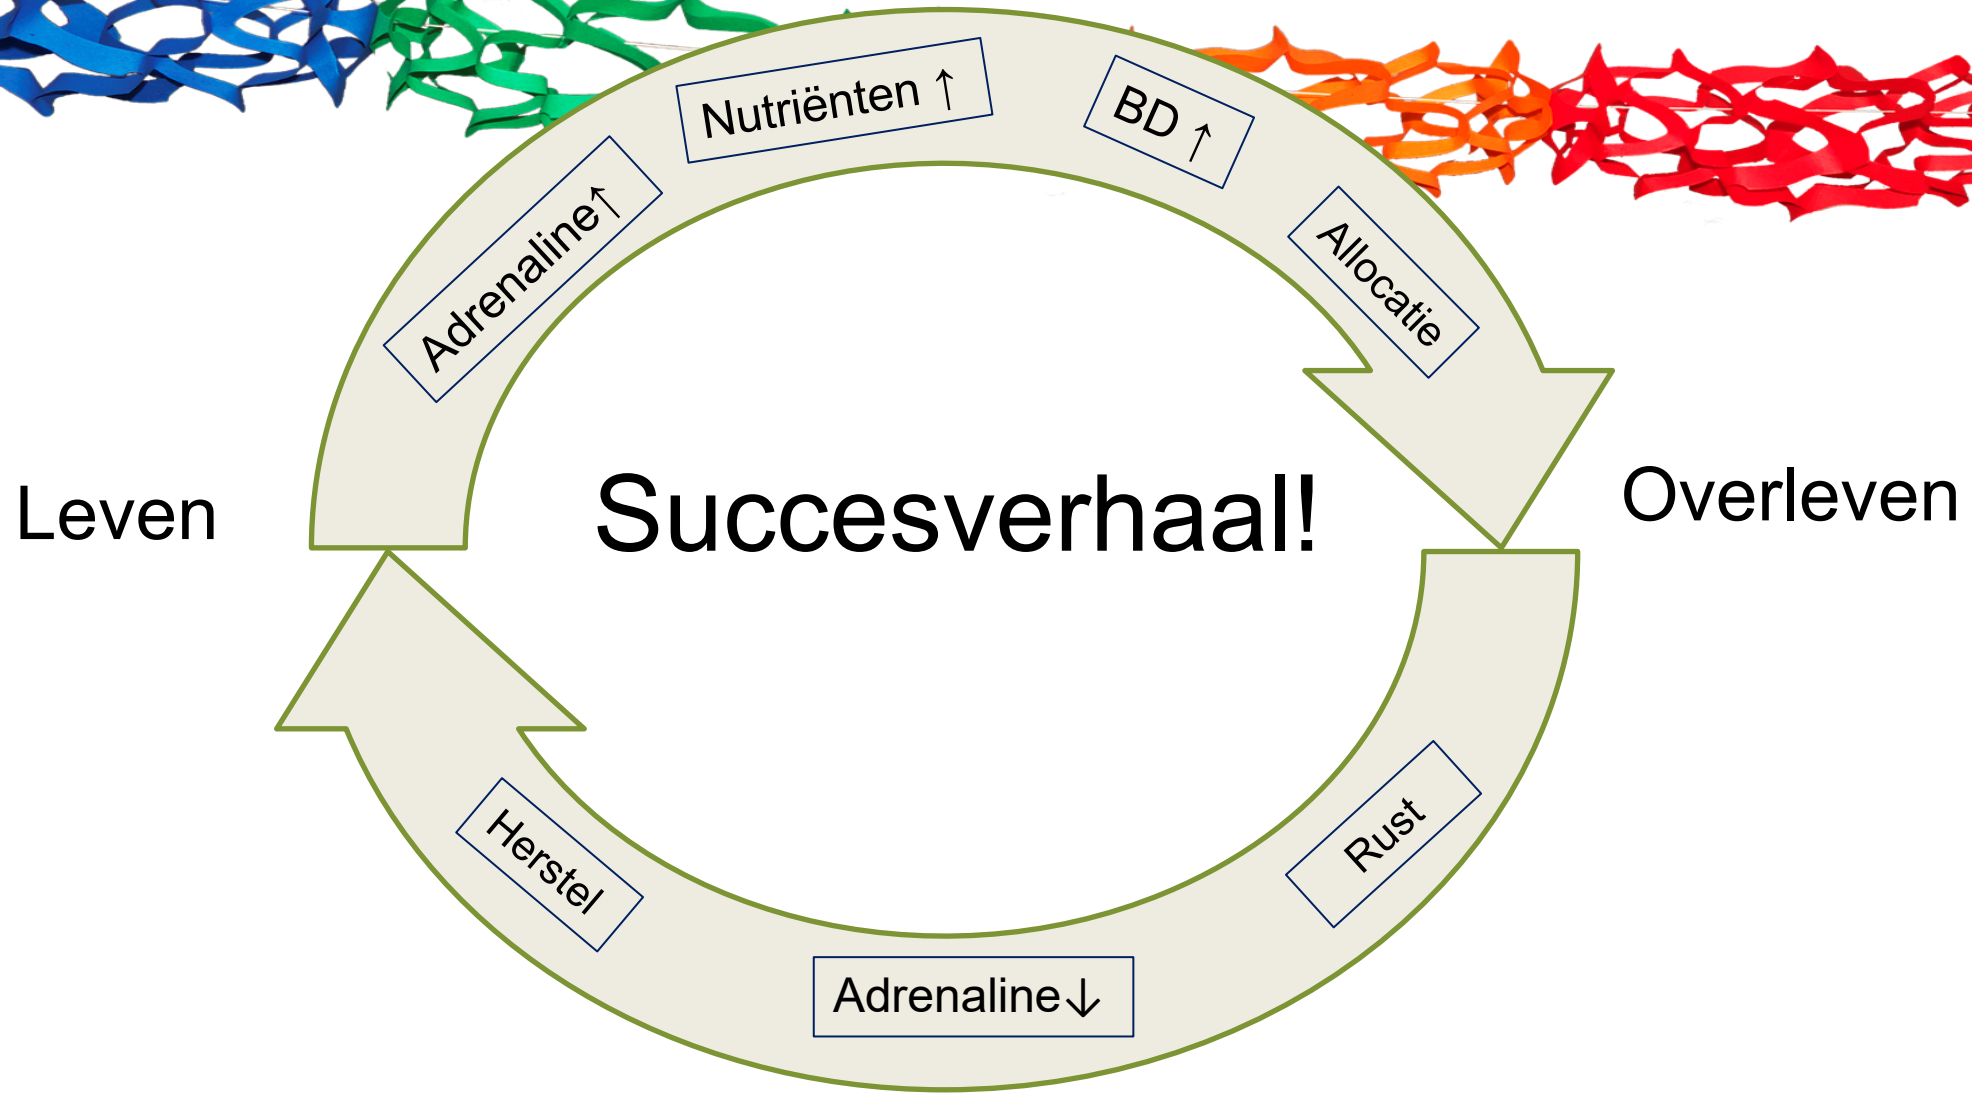 Nutriënten ↑
BD ↑
Adrenaline↑
Allocatie
Leven
Succesverhaal!
Overleven
Rust
Adrenaline↓
Herstel